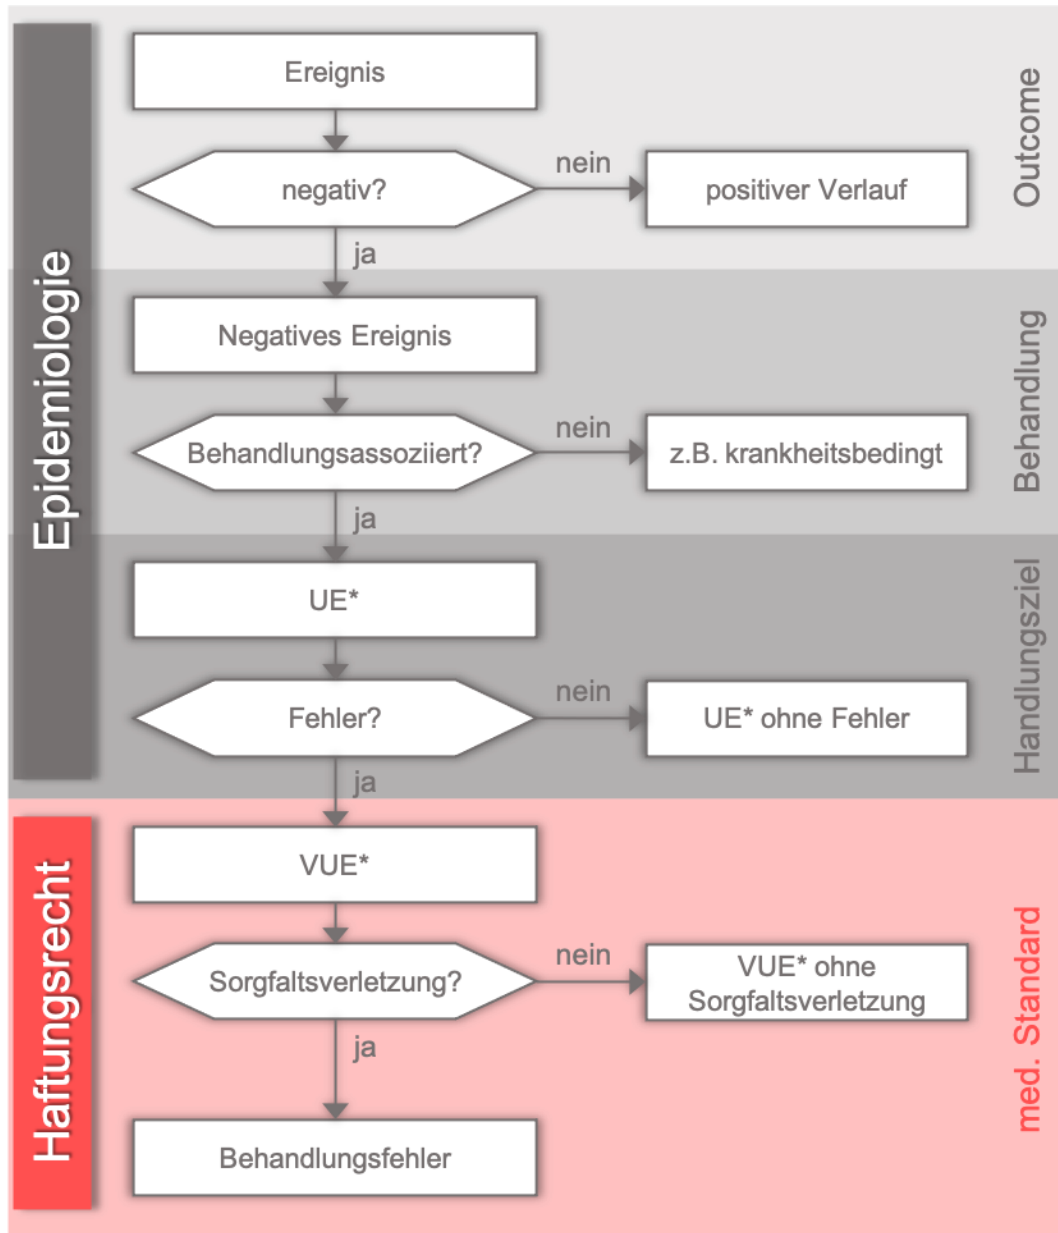 Epidemiologie
Ereignis
negativ?
nein
positiver Verlauf
ja
Outcome
Negatives Ereignis
Behandlungsassoziiert?
nein
z.B. krankheitsbedingt
ja
Behandlung
UE*
Fehler?
nein
UE* ohne Fehler
ja
Handlungsziel
Haftungsrecht
VUE*
Sorgfaltsverletzung?
nein
VUE* ohne
Sorgfaltsverletzung
ja
Behandlungsfehler
med. Standard